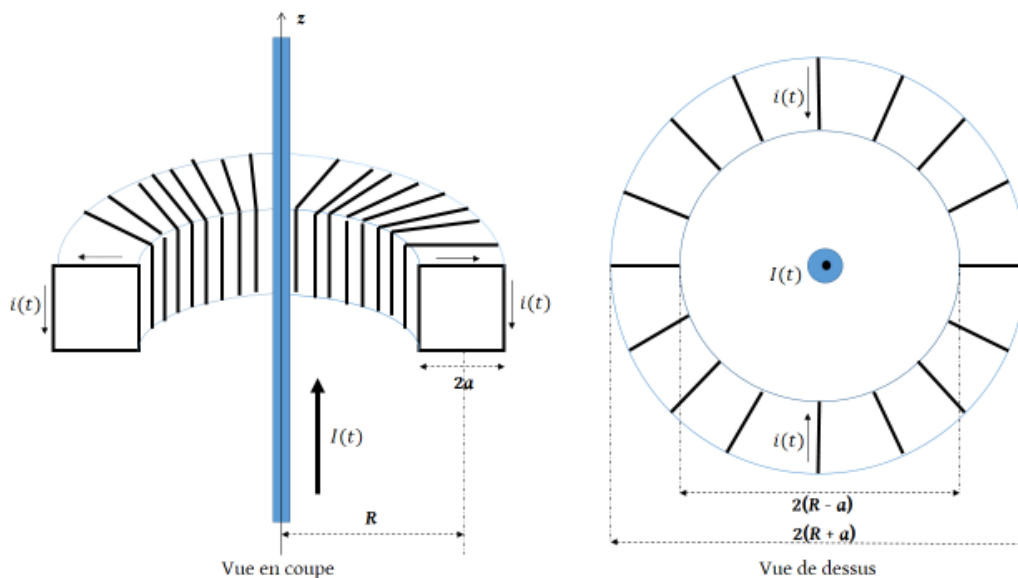 z
i(t)
i(t)
2a
I(t)
R
Vue en coupe
i(t)
I(t)
i(t)
2(R - a)
2(R + a)
Vue de dessus